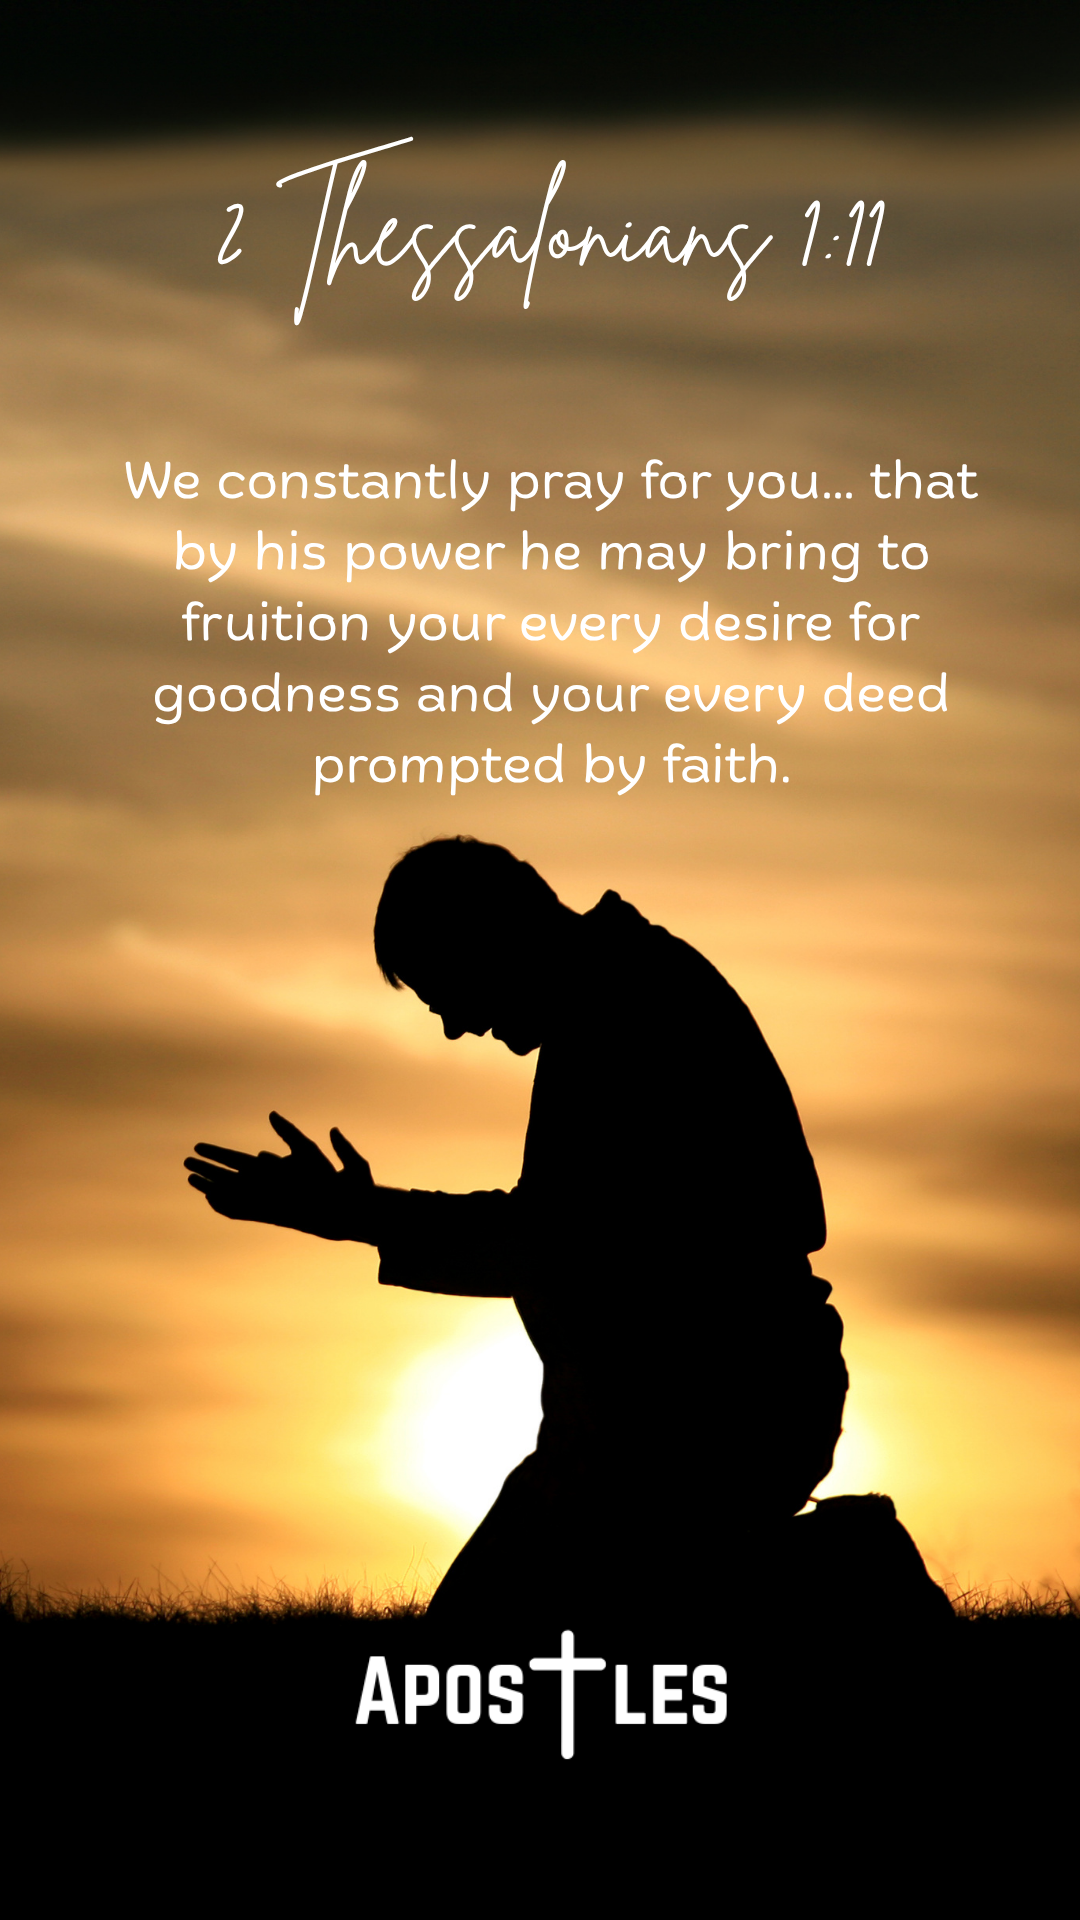 2 Thessalonians 1:11
We constantly pray for you... that
by his power he may bring to
fruition your every desire for
goodness and your every deed
prompted by faith.
APOSTLES